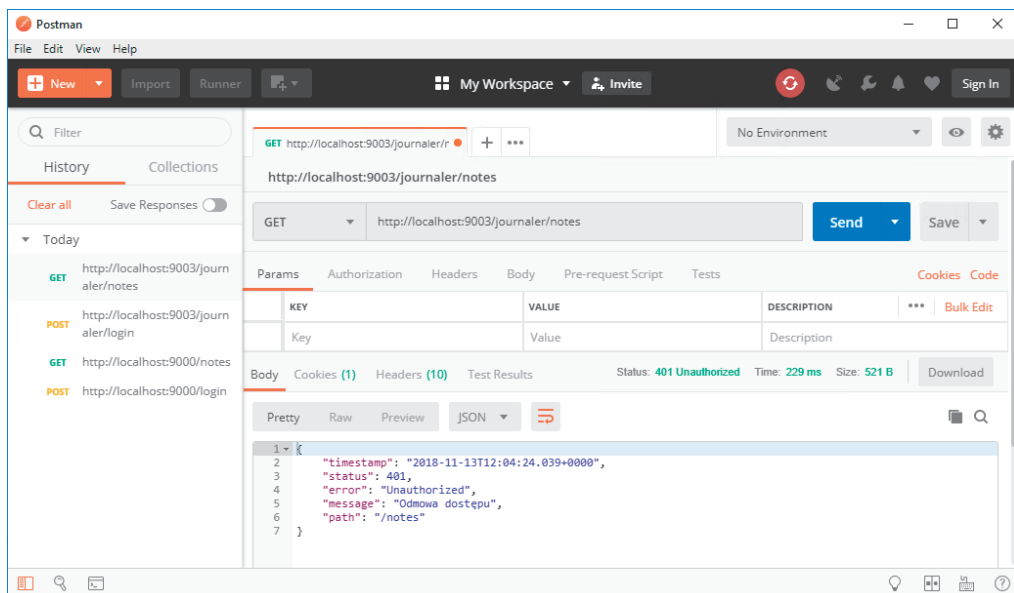 Postman
File Edit View Help
New Import Runner My Workspace Invite Sign In
Filter
History Collections
Clear all Save Responses
Today
GET http://localhost:9003/journ
aler/notes
POST http://localhost:9003/journ
aler/login
GET http://localhost:9000/notes
POST http://localhost:9000/login
GET http://localhost:9003/journaler/r
No Environment
http://localhost:9003/journaler/notes
GET http://localhost:9003/journaler/notes Send Save
Params Authorization Headers Body Pre-request Script Tests Cookies Code
KEY VALUE DESCRIPTION Bulk Edit
Key Value Description
Body Cookies (1) Headers (10) Test Results Status: 401 Unauthorized Time: 229 ms Size: 521 B Download
Pretty Raw Preview JSON
1 {
2 "timestamp": "2018-11-13T12:04:24.039+0000",
3 "status": 401,
4 "error": "Unauthorized",
5 "message": "Odmowa dostępu",
6 "path": "/notes"
7 }